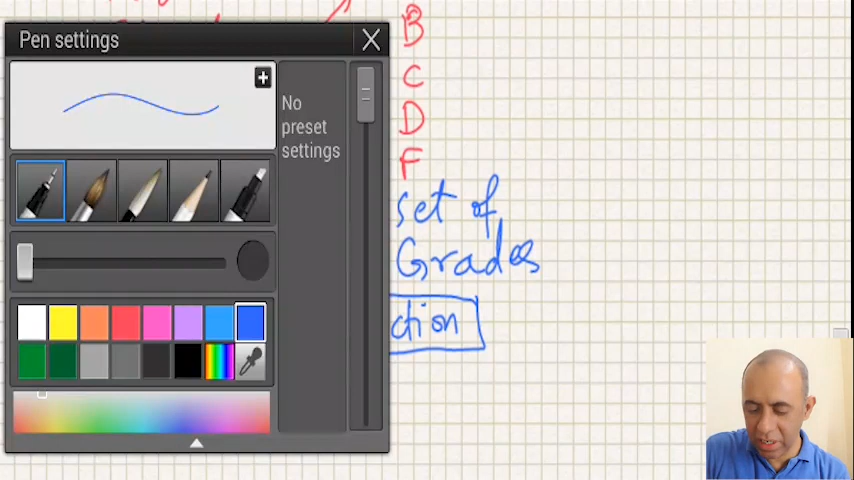 Pen settings
No
preset
settings
B
C
D
F
set of
Grades
ction